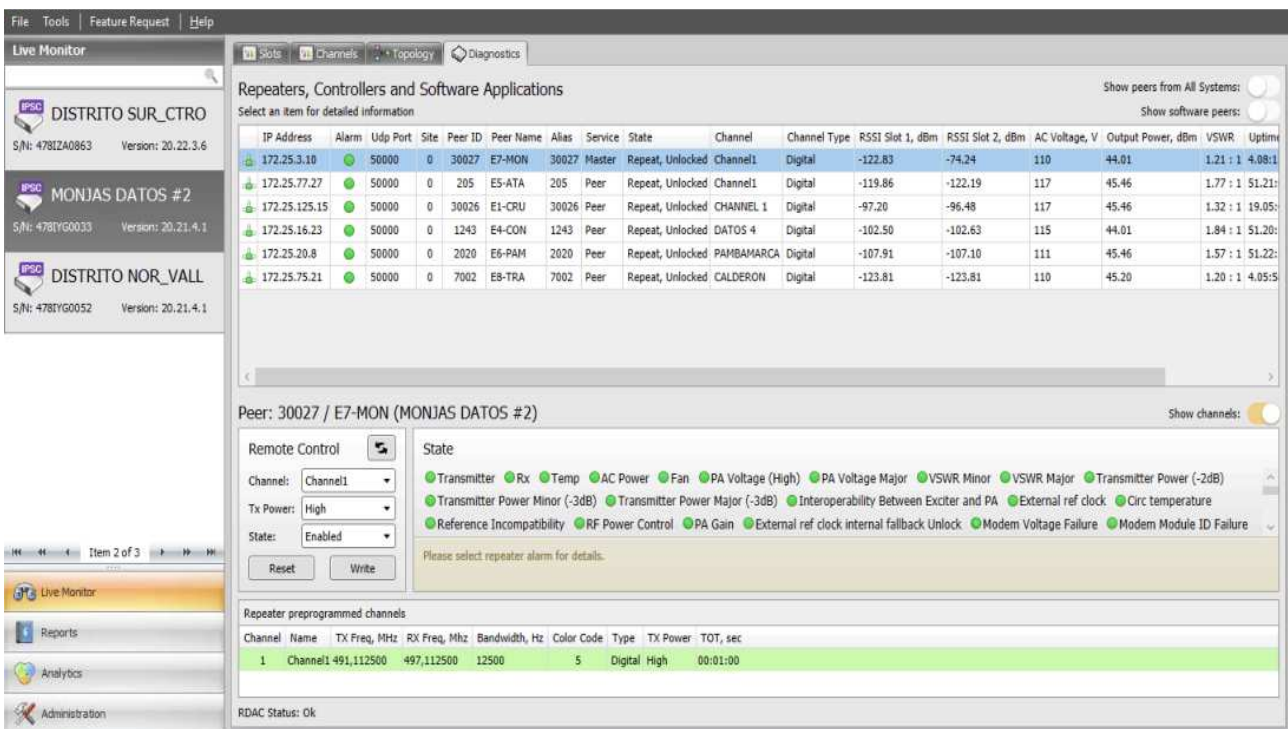 File Tools Feature Request Help
Live Monitor
IPSC DISTRITO SUR_CTRO
S/N: 478IZA0863 Version: 20.22.3.6
IPSC MONJAS DATOS #2
S/N: 478IYG0033 Version: 20.21.4.1
IPSC DISTRITO NOR_VALL
S/N: 478IYG0052 Version: 20.21.4.1
Item 2 of 3
Live Monitor
Reports
Analytics
Administration
Slots Channels Topology Diagnostics
Repeaters, Controllers and Software Applications
Show peers from All Systems:
Select an item for detailed information
Show software peers:
IP Address Alarm Udp Port Site Peer ID Peer Name Alias Service State Channel Channel Type RSSI Slot 1, dBm RSSI Slot 2, dBm AC Voltage, V Output Power, dBm VSWR Uptime
172.25.3.10 50000 0 30027 E7-MON 30027 Master Repeat, Unlocked Channel1 Digital -122.83 -74.24 110 44.01 1.21 : 1 4.08:1
172.25.77.27 50000 0 205 E5-ATA 205 Peer Repeat, Unlocked Channel1 Digital -119.86 -122.19 117 45.46 1.77 : 1 51.21:
172.25.125.15 50000 0 30026 E1-CRU 30026 Peer Repeat, Unlocked CHANNEL 1 Digital -97.20 -96.48 117 45.46 1.32 : 1 19.05:
172.25.16.23 50000 0 1243 E4-CON 1243 Peer Repeat, Unlocked DATOS 4 Digital -102.50 -102.63 115 44.01 1.84 : 1 51.20:
172.25.20.8 50000 0 2020 E6-PAM 2020 Peer Repeat, Unlocked PAMBAMARCA Digital -107.91 -107.10 111 45.46 1.57 : 1 51.22:
172.25.75.21 50000 0 7002 E8-TRA 7002 Peer Repeat, Unlocked CALDERON Digital -123.81 -123.81 110 45.20 1.20 : 1 4.05:5
Peer: 30027 / E7-MON (MONJAS DATOS #2)
Show channels:
Remote Control
Channel: Channel1
Tx Power: High
State: Enabled
Reset Write
State
Transmitter Rx Temp AC Power Fan PA Voltage (High) PA Voltage Major VSWR Minor VSWR Major Transmitter Power (-2dB)
Transmitter Power Minor (-3dB) Transmitter Power Major (-3dB) Interoperability Between Exciter and PA External ref clock Circ temperature
Reference Incompatibility RF Power Control PA Gain External ref clock internal fallback Unlock Modem Voltage Failure Modem Module ID Failure
Please select repeater alarm for details.
Repeater preprogrammed channels
Channel Name TX Freq, MHz RX Freq, Mhz Bandwidth, Hz Color Code Type TX Power TOT, sec
1 Channel1 491,112500 497,112500 12500 5 Digital High 00:01:00
RDAC Status: Ok